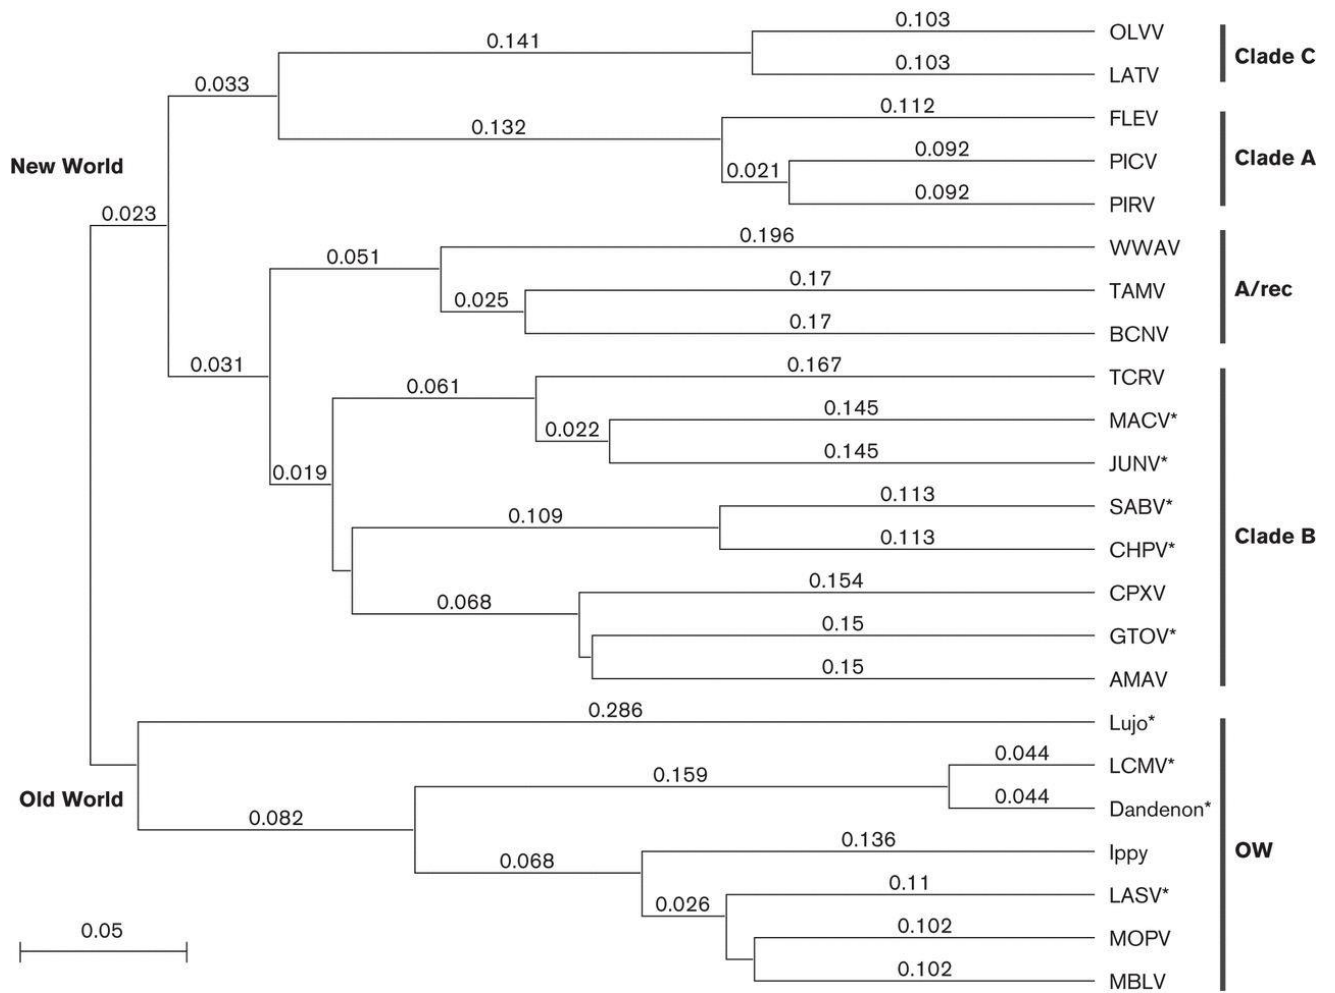 0.103
OLVV
0.141
0.103
LATV
Clade C
0.033
0.112
FLEV
0.132
0.092
PICV
Clade A
New World
0.021
0.092
PIRV
0.023
0.196
WWAV
0.051
0.17
TAMV
A/rec
0.025
0.17
BCNV
0.031
0.167
TCRV
0.061
0.145
MACV*
0.022
0.145
JUNV*
0.019
0.113
SABV*
0.109
0.113
CHPV*
Clade B
0.154
CPXV
0.068
0.15
GTOV*
0.15
AMAV
0.286
Lujo*
0.044
LCMV*
0.159
0.044
Dandenon*
Old World
0.082
0.136
Ippy
OW
0.068
0.11
LASV*
0.026
0.102
MOPV
0.05
0.102
MBLV